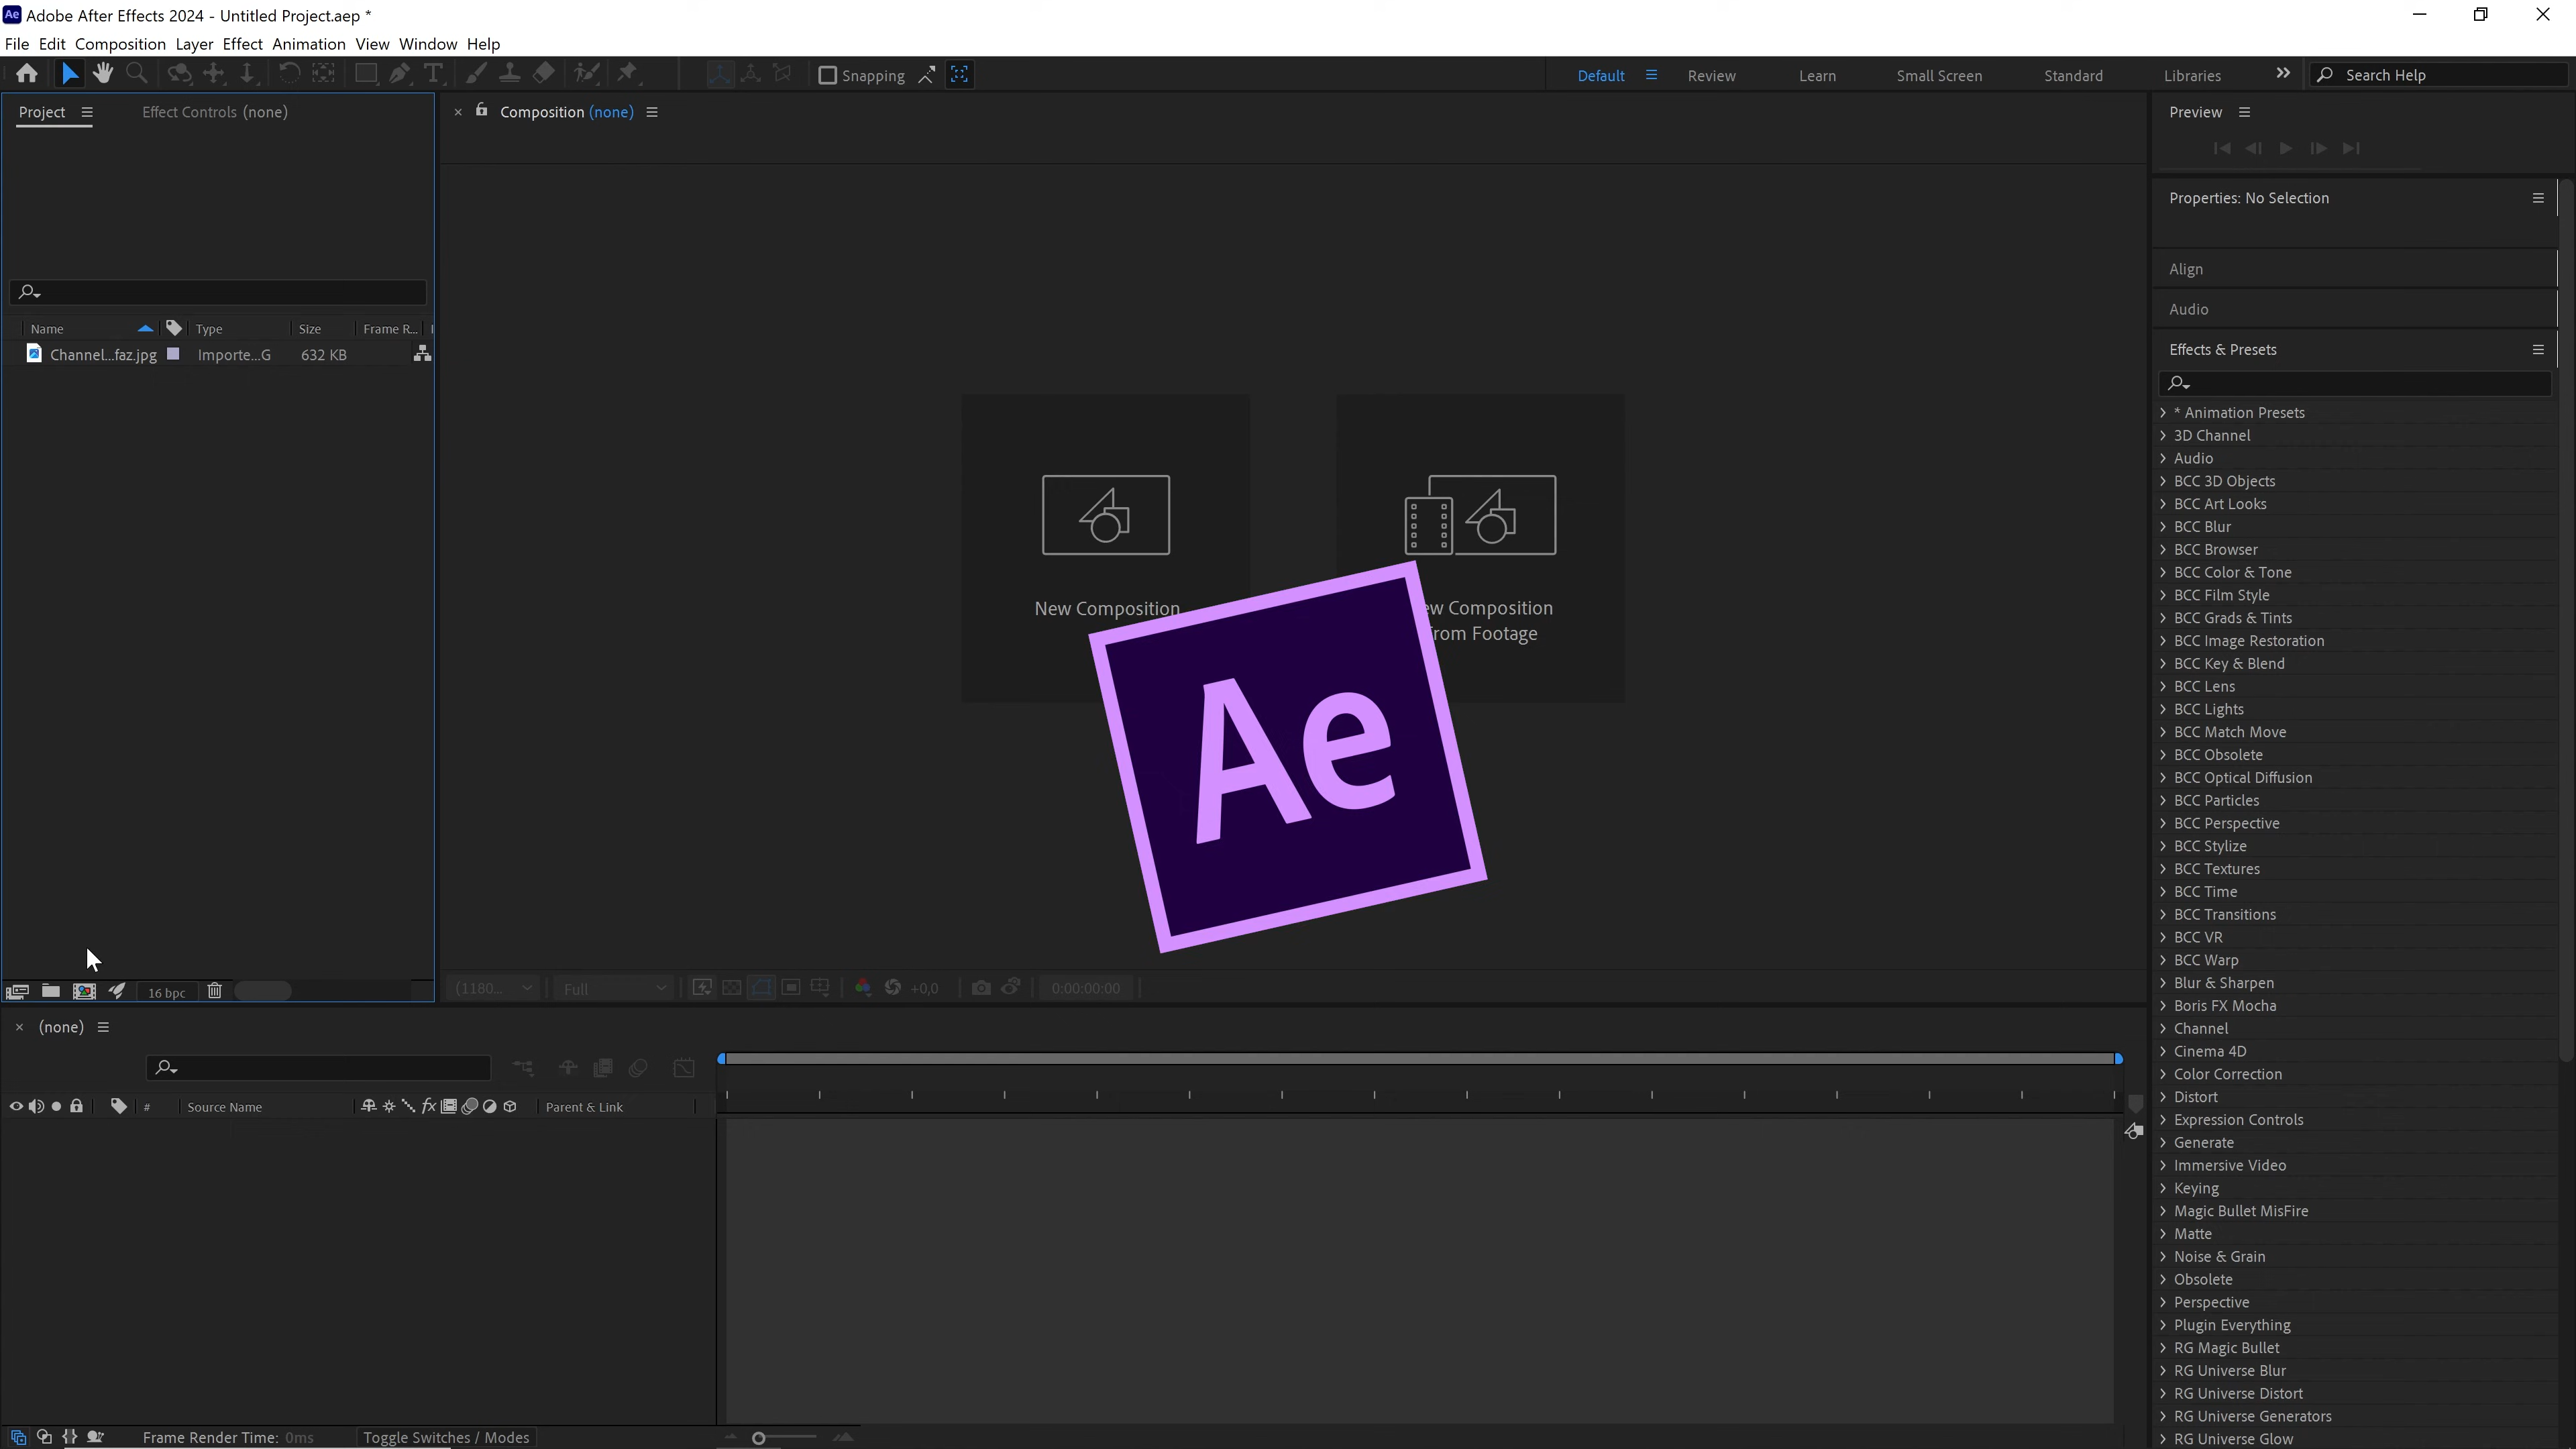 Ae Adobe After Effects 2024 - Untitled Project.aep *
File Edit Composition Layer Effect Animation View Window Help
Snapping
Default Review Learn Small Screen Standard Libraries Search Help
Project Effect Controls (none)
Composition (none)
Preview
Properties: No Selection
Align
Audio
Effects & Presets
Name Type Size Frame R...
Channel...faz.jpg Importe...G 632 KB
* Animation Presets
3D Channel
Audio
BCC 3D Objects
BCC Art Looks
BCC Blur
BCC Browser
BCC Color & Tone
BCC Film Style
BCC Grads & Tints
BCC Image Restoration
BCC Key & Blend
BCC Lens
BCC Lights
BCC Match Move
BCC Obsolete
BCC Optical Diffusion
BCC Particles
BCC Perspective
BCC Stylize
BCC Textures
BCC Time
BCC Transitions
BCC VR
BCC Warp
Blur & Sharpen
Boris FX Mocha
Channel
Cinema 4D
Color Correction
Distort
Expression Controls
Generate
Immersive Video
Keying
Magic Bullet MisFire
Matte
Noise & Grain
Obsolete
Perspective
Plugin Everything
RG Magic Bullet
RG Universe Blur
RG Universe Distort
RG Universe Generators
RG Universe Glow
New Composition
ew Composition
rom Footage
Ae
16 bpc
(1180... Full +0,0 0:00:00:00
(none)
# Source Name fx Parent & Link
Frame Render Time: 0ms Toggle Switches / Modes